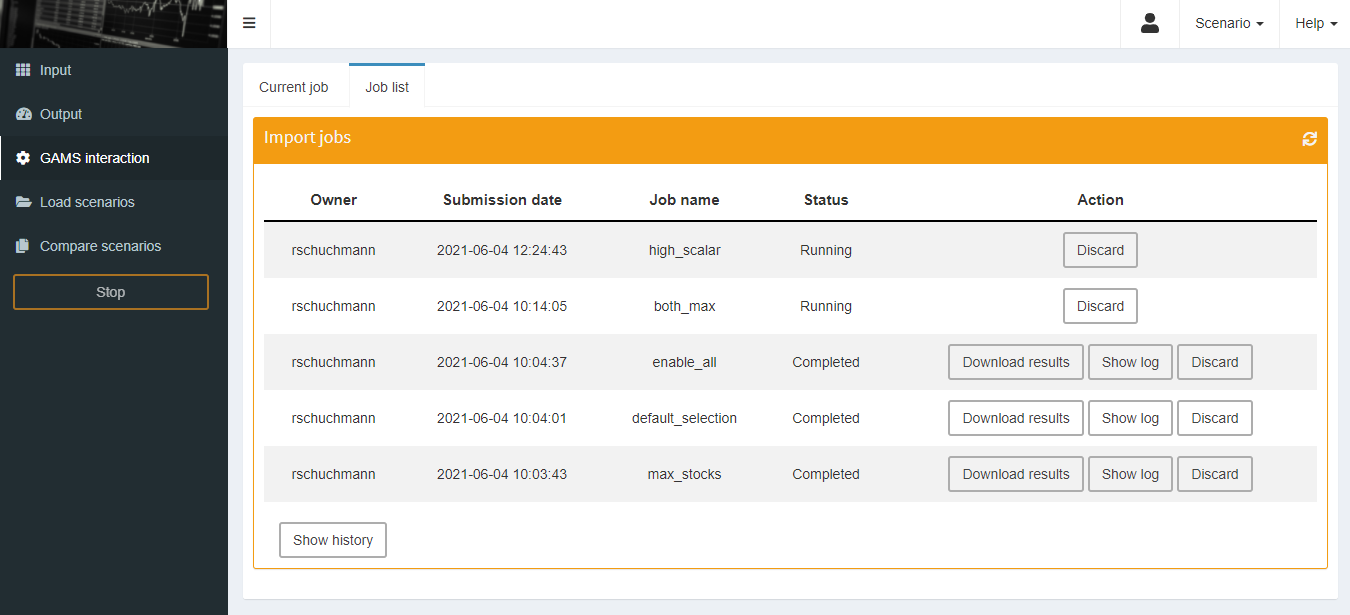 Scenario
Help
Input
Output
GAMS interaction
Load scenarios
Compare scenarios
Stop
Current job
Job list
Import jobs
Owner Submission date Job name Status Action
rschuchmann 2021-06-04 12:24:43 high_scalar Running Discard
rschuchmann 2021-06-04 10:14:05 both_max Running Discard
rschuchmann 2021-06-04 10:04:37 enable_all Completed Download results Show log Discard
rschuchmann 2021-06-04 10:04:01 default_selection Completed Download results Show log Discard
rschuchmann 2021-06-04 10:03:43 max_stocks Completed Download results Show log Discard
Show history